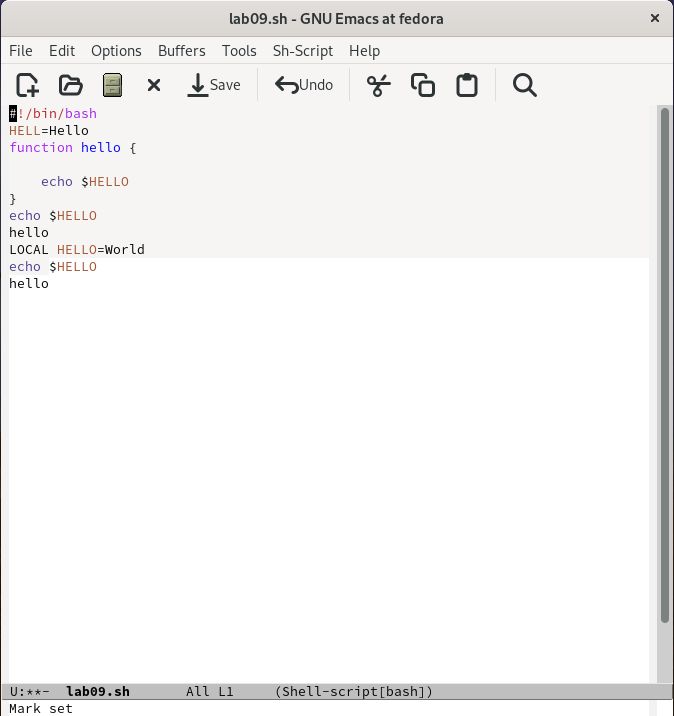 lab09.sh - GNU Emacs at fedora
File Edit Options Buffers Tools Sh-Script Help
Save Undo
#!/bin/bash
HELL=Hello
function hello {
    echo $HELLO
}
echo $HELLO
hello
LOCAL HELLO=World
echo $HELLO
hello
U:**-  lab09.sh       All L1     (Shell-script[bash])
Mark set